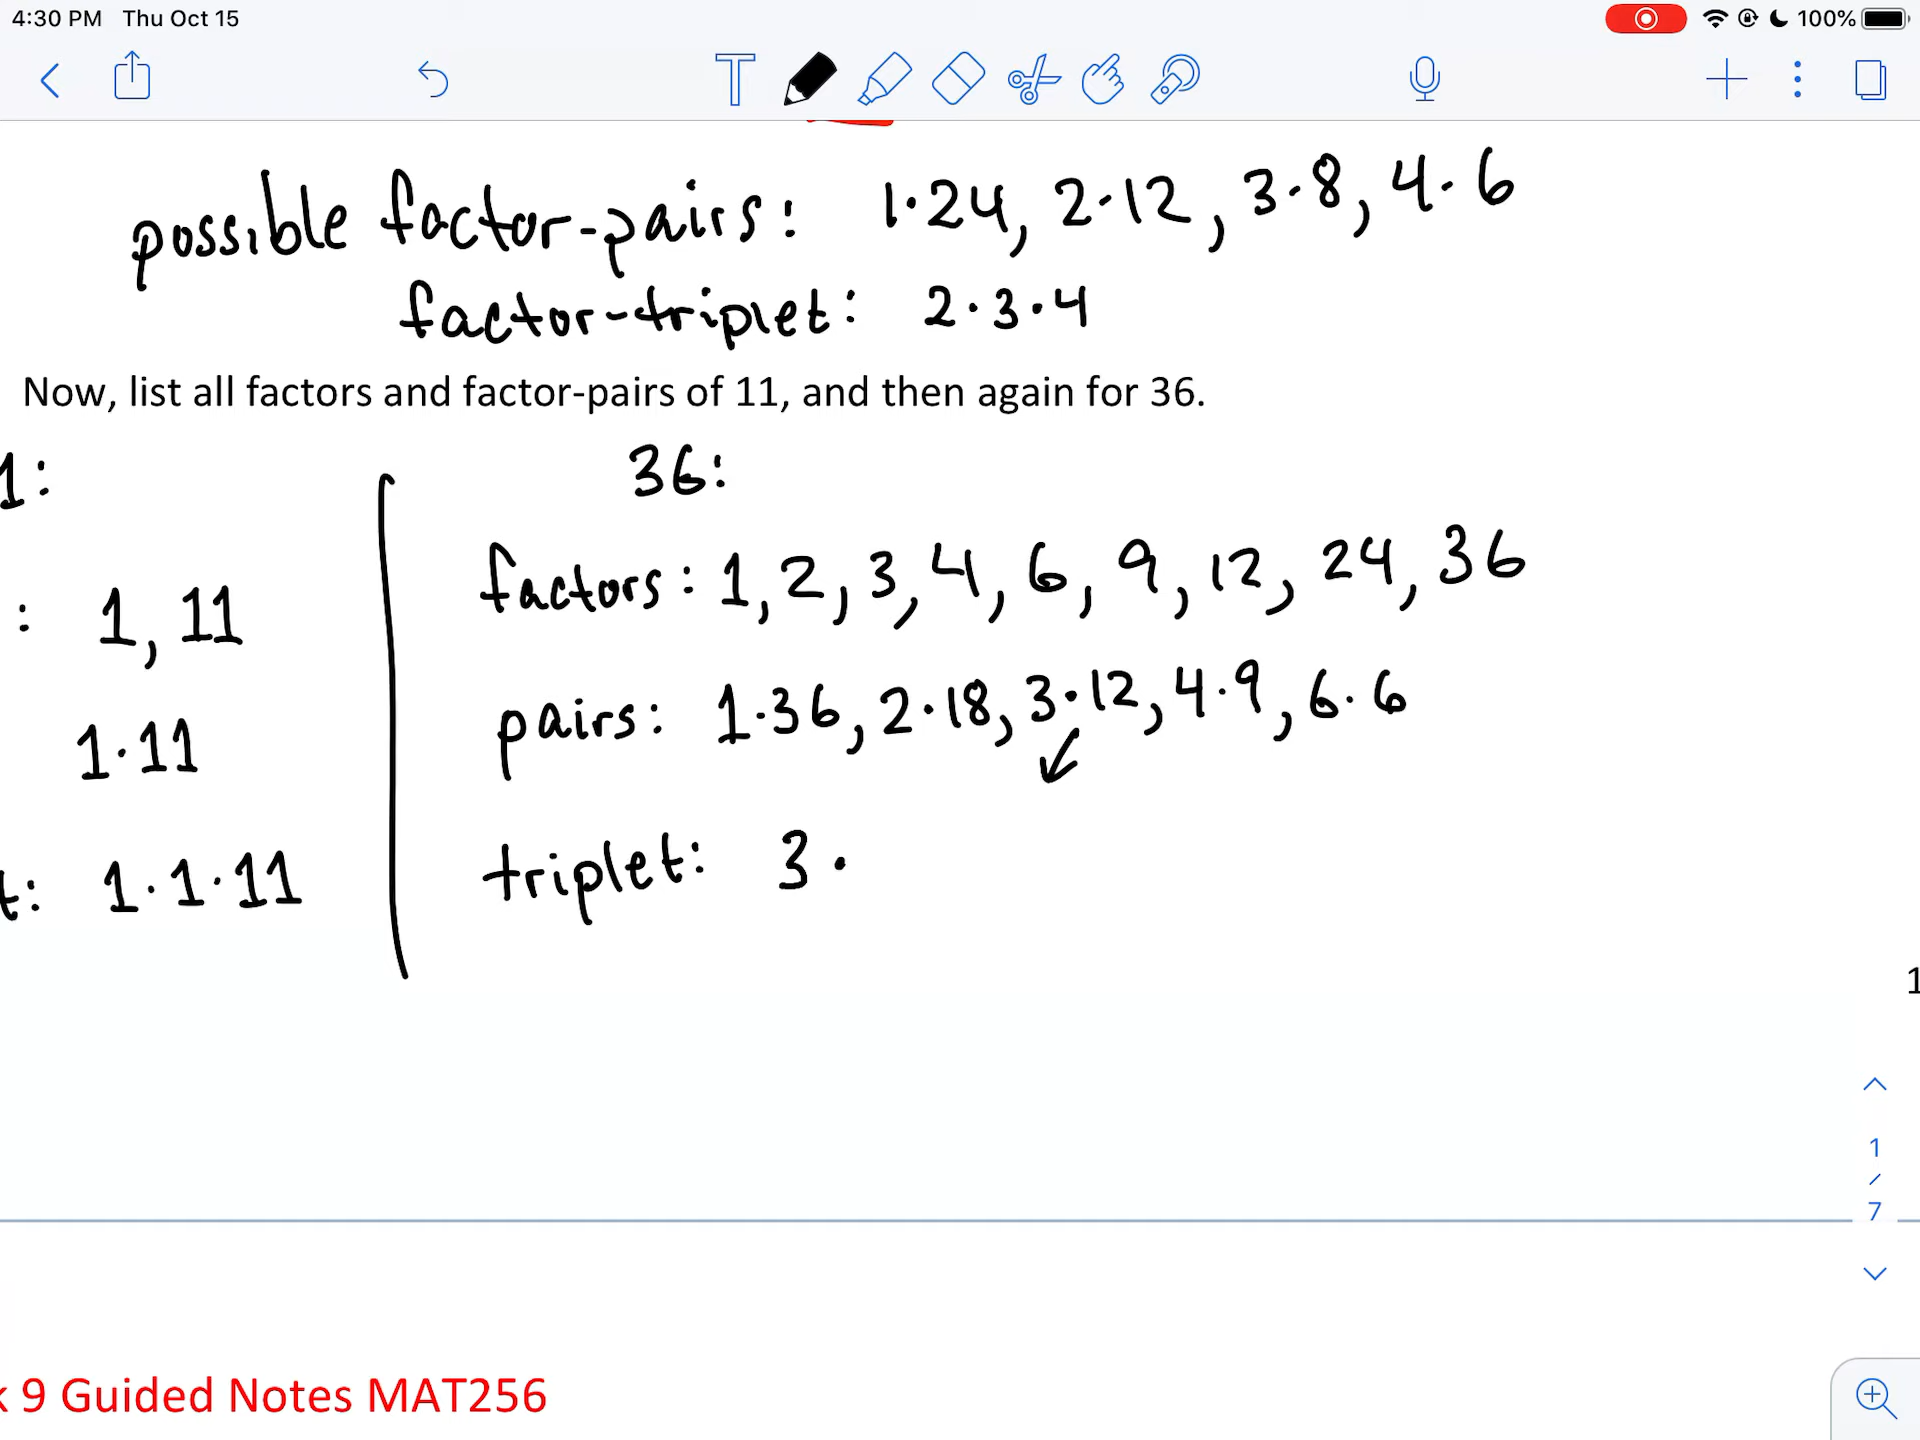 4:30 PM Thu Oct 15
100%
possible factor-pairs: 1·24, 2·12, 3·8, 4·6
factor-triplet: 2·3·4
Now, list all factors and factor-pairs of 11, and then again for 36.
1:
36:
factors: 1, 2, 3, 4, 6, 9, 12, 24, 36
: 1, 11
pairs: 1·36, 2·18, 3·12, 4·9, 6·6
1·11
triplet: 3·
t: 1·1·11
1
1
/
7
9 Guided Notes MAT256